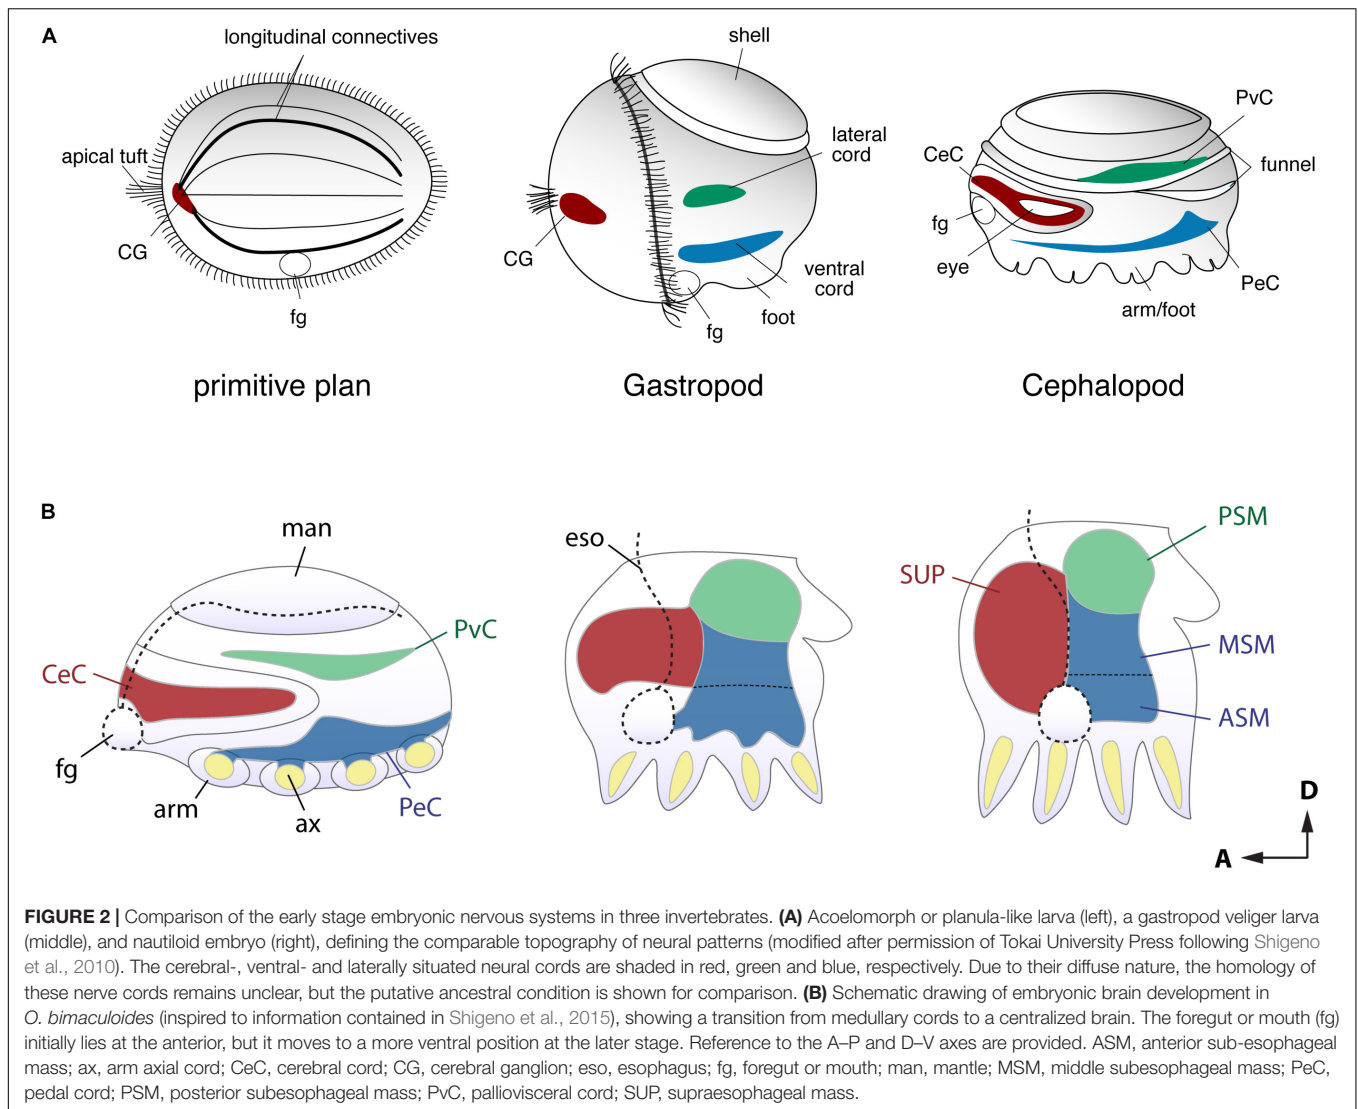 A
longitudinal connectives
apical tuft
CG
fg
primitive plan
shell
lateral
cord
CG
ventral
cord
foot
fg
Gastropod
PvC
CeC
funnel
fg
eye
PeC
arm/foot
Cephalopod
B
man
PvC
CeC
fg
arm
ax
PeC
eso
PSM
SUP
MSM
ASM
D
A
FIGURE 2 | Comparison of the early stage embryonic nervous systems in three invertebrates. (A) Acoelomorph or planula-like larva (left), a gastropod veliger larva
(middle), and nautiloid embryo (right), defining the comparable topography of neural patterns (modified after permission of Tokai University Press following Shigeno
et al., 2010). The cerebral-, ventral- and laterally situated neural cords are shaded in red, green and blue, respectively. Due to their diffuse nature, the homology of
these nerve cords remains unclear, but the putative ancestral condition is shown for comparison. (B) Schematic drawing of embryonic brain development in
O. bimaculoides (inspired to information contained in Shigeno et al., 2015), showing a transition from medullary cords to a centralized brain. The foregut or mouth (fg)
initially lies at the anterior, but it moves to a more ventral position at the later stage. Reference to the A–P and D–V axes are provided. ASM, anterior sub-esophageal
mass; ax, arm axial cord; CeC, cerebral cord; CG, cerebral ganglion; eso, esophagus; fg, foregut or mouth; man, mantle; MSM, middle subesophageal mass; PeC,
pedal cord; PSM, posterior subesophageal mass; PvC, palliovisceral cord; SUP, supraesophageal mass.